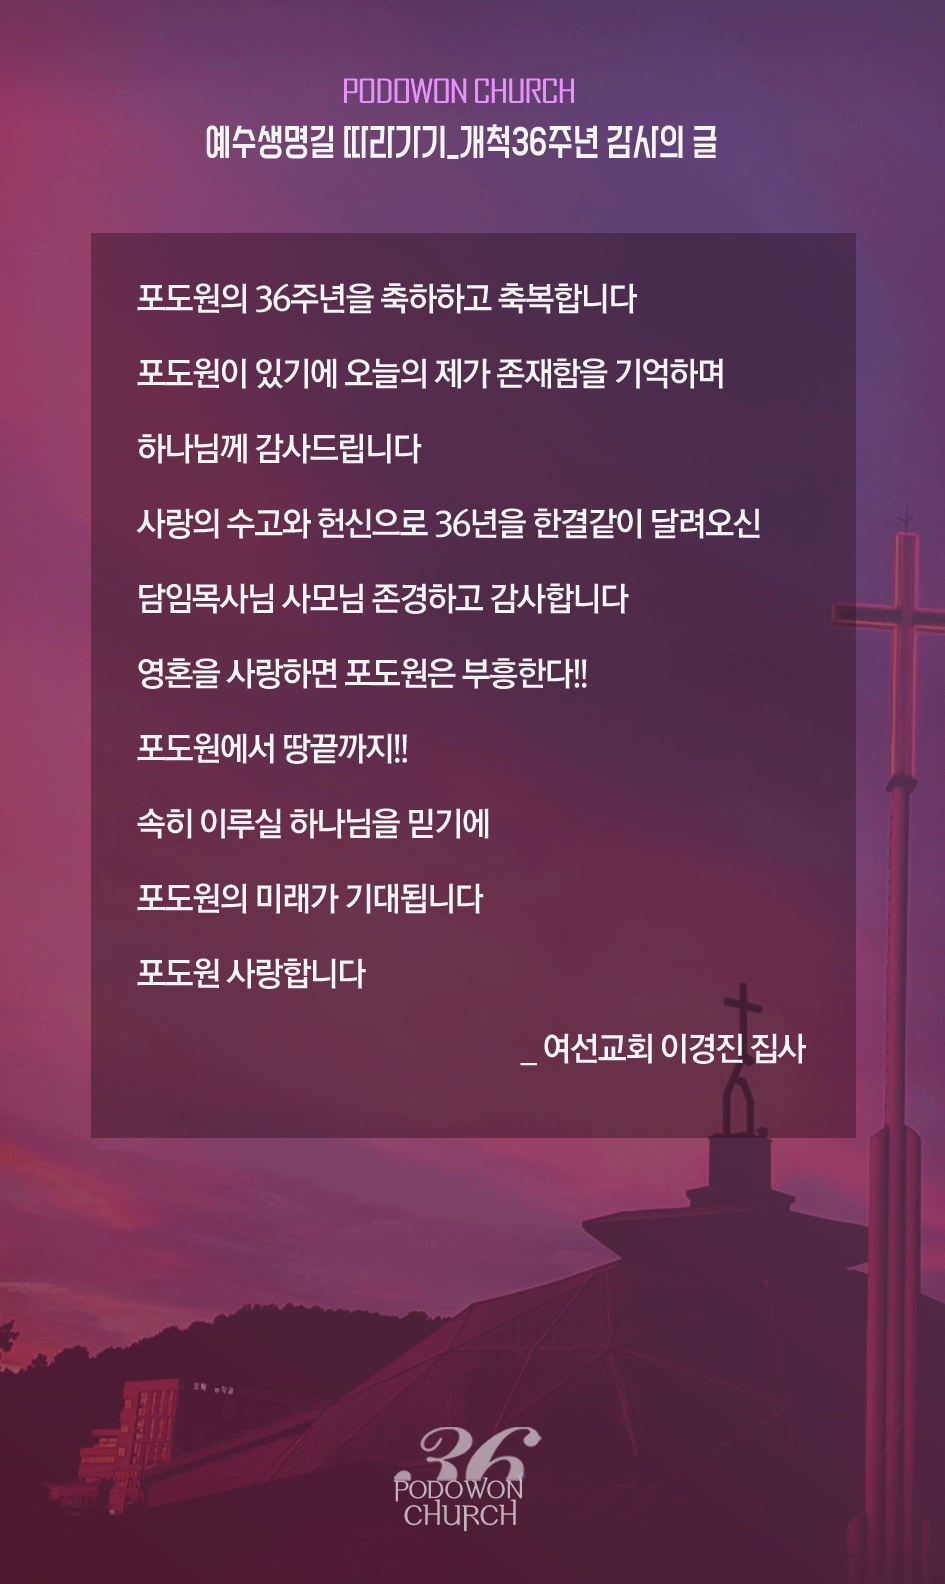 PODOWON CHURCH
예수생명길 따라가기_개척36주년 감사의 글
포도원의 36주년을 축햐하고 축복합니다
포도원이 있기에 오늘의 제가 존재함을 기억하며
하나님께 감사드립니다
사랑의 수고와 헌신으로 36년을 한결같이 달려오신
담임목사님 사모님 존경하고 감사합니다
영혼을 사랑하면 포도원은 부흥한다!!
포도원에서 땅끝까지!!
속히 이루실 하나님을 믿기에
포도원의 미래가 기대됩니다
포도원 사랑합니다
_ 여선교회 이경진 집사
36
PODOWON
CHURCH